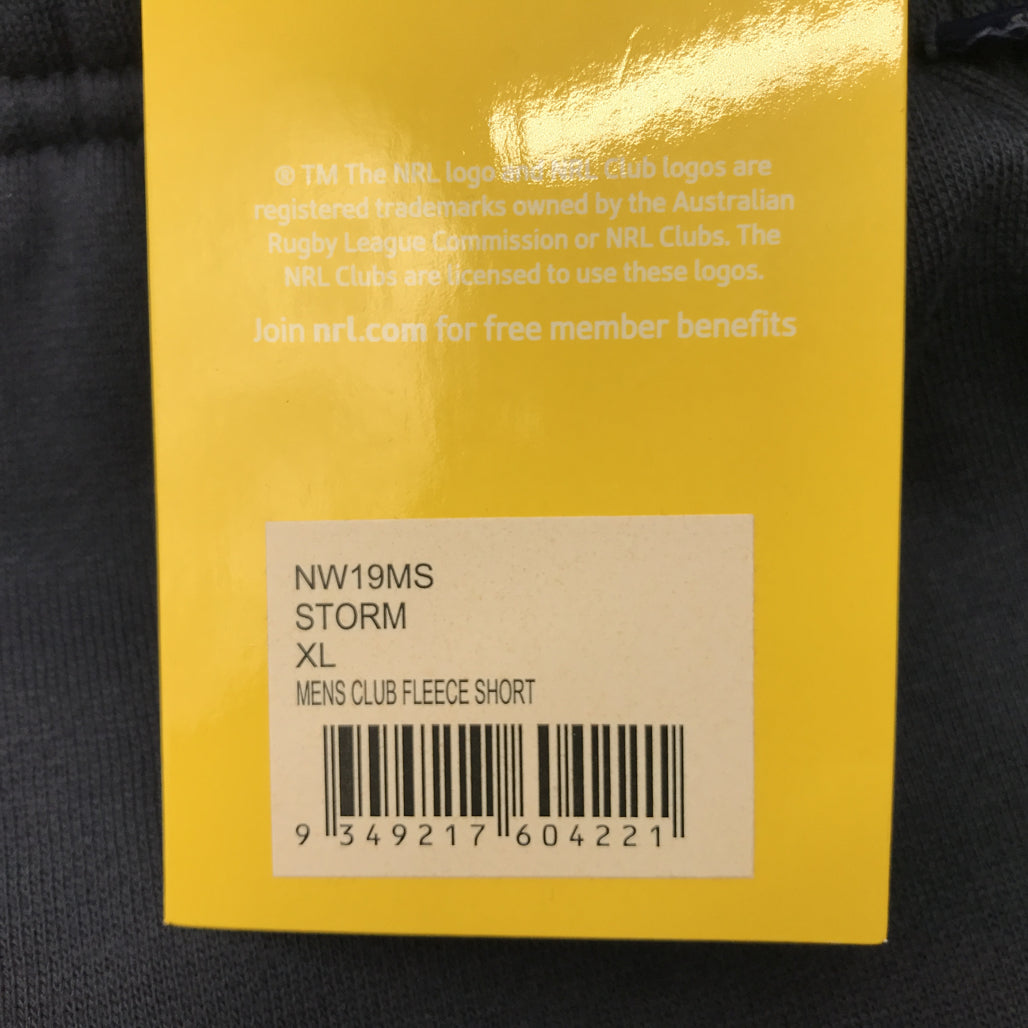 ® TM The NRL logo and NRL Club logos are
registered trademarks owned by the Australian
Rugby League Commission or NRL Clubs. The
NRL Clubs are licensed to use these logos.
Join nrl.com for free member benefits
NW19MS
STORM
XL
MENS CLUB FLEECE SHORT
9 349217 604221